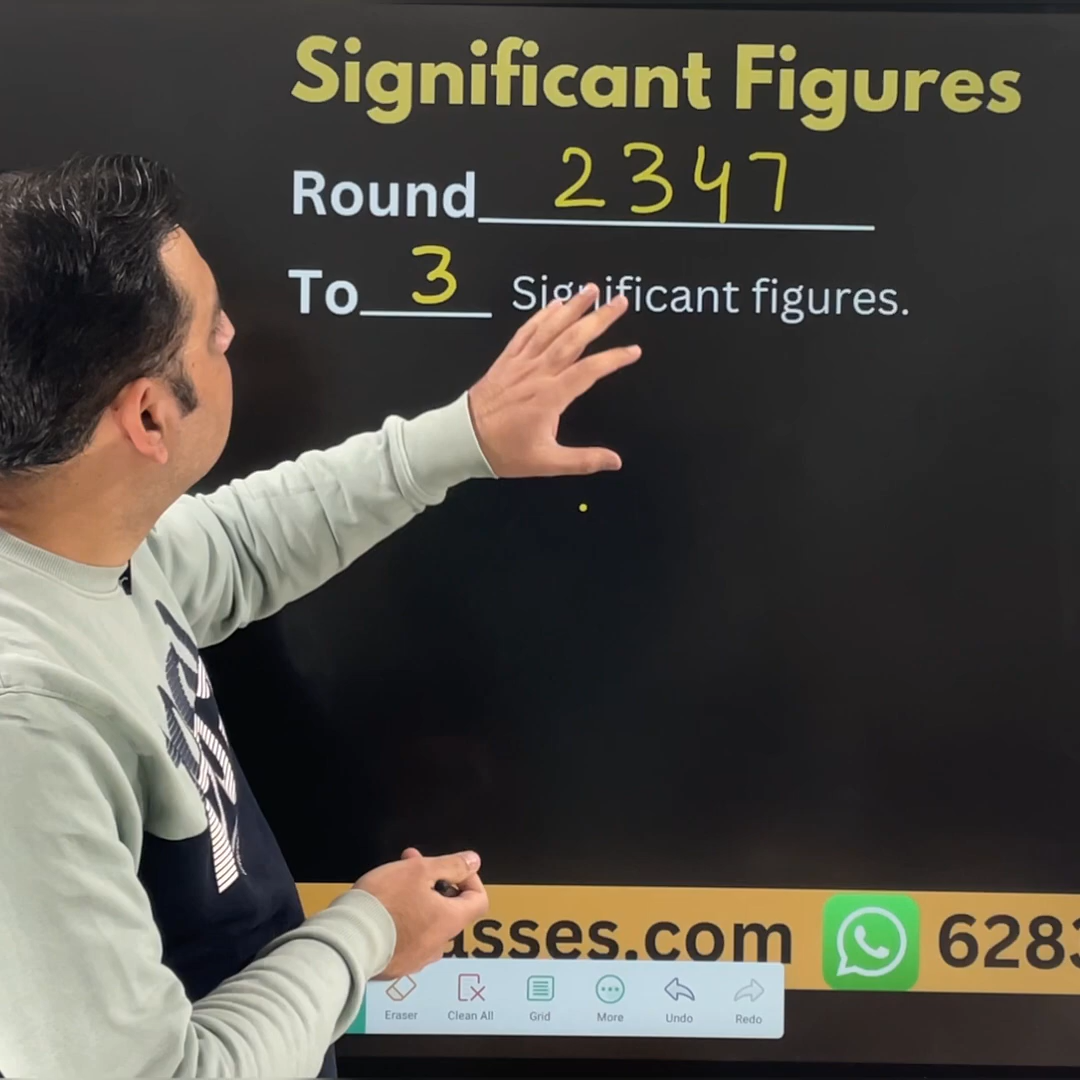 Significant Figures
Round 2347
To 3 Significant figures.
asses.com 628
Eraser Clean All Grid More Undo Redo